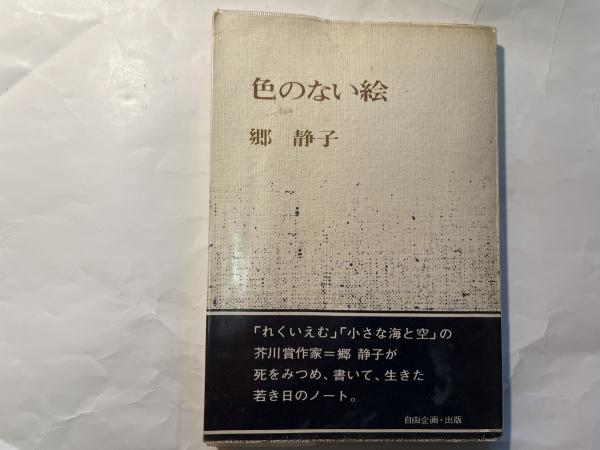 色のない絵
郷 静子
「れくいえむ」「小さな海と空」の
芥川賞作家=郷 静子が
死をみつめ、書いて、生きた
若き日のノート。
自由企画・出版